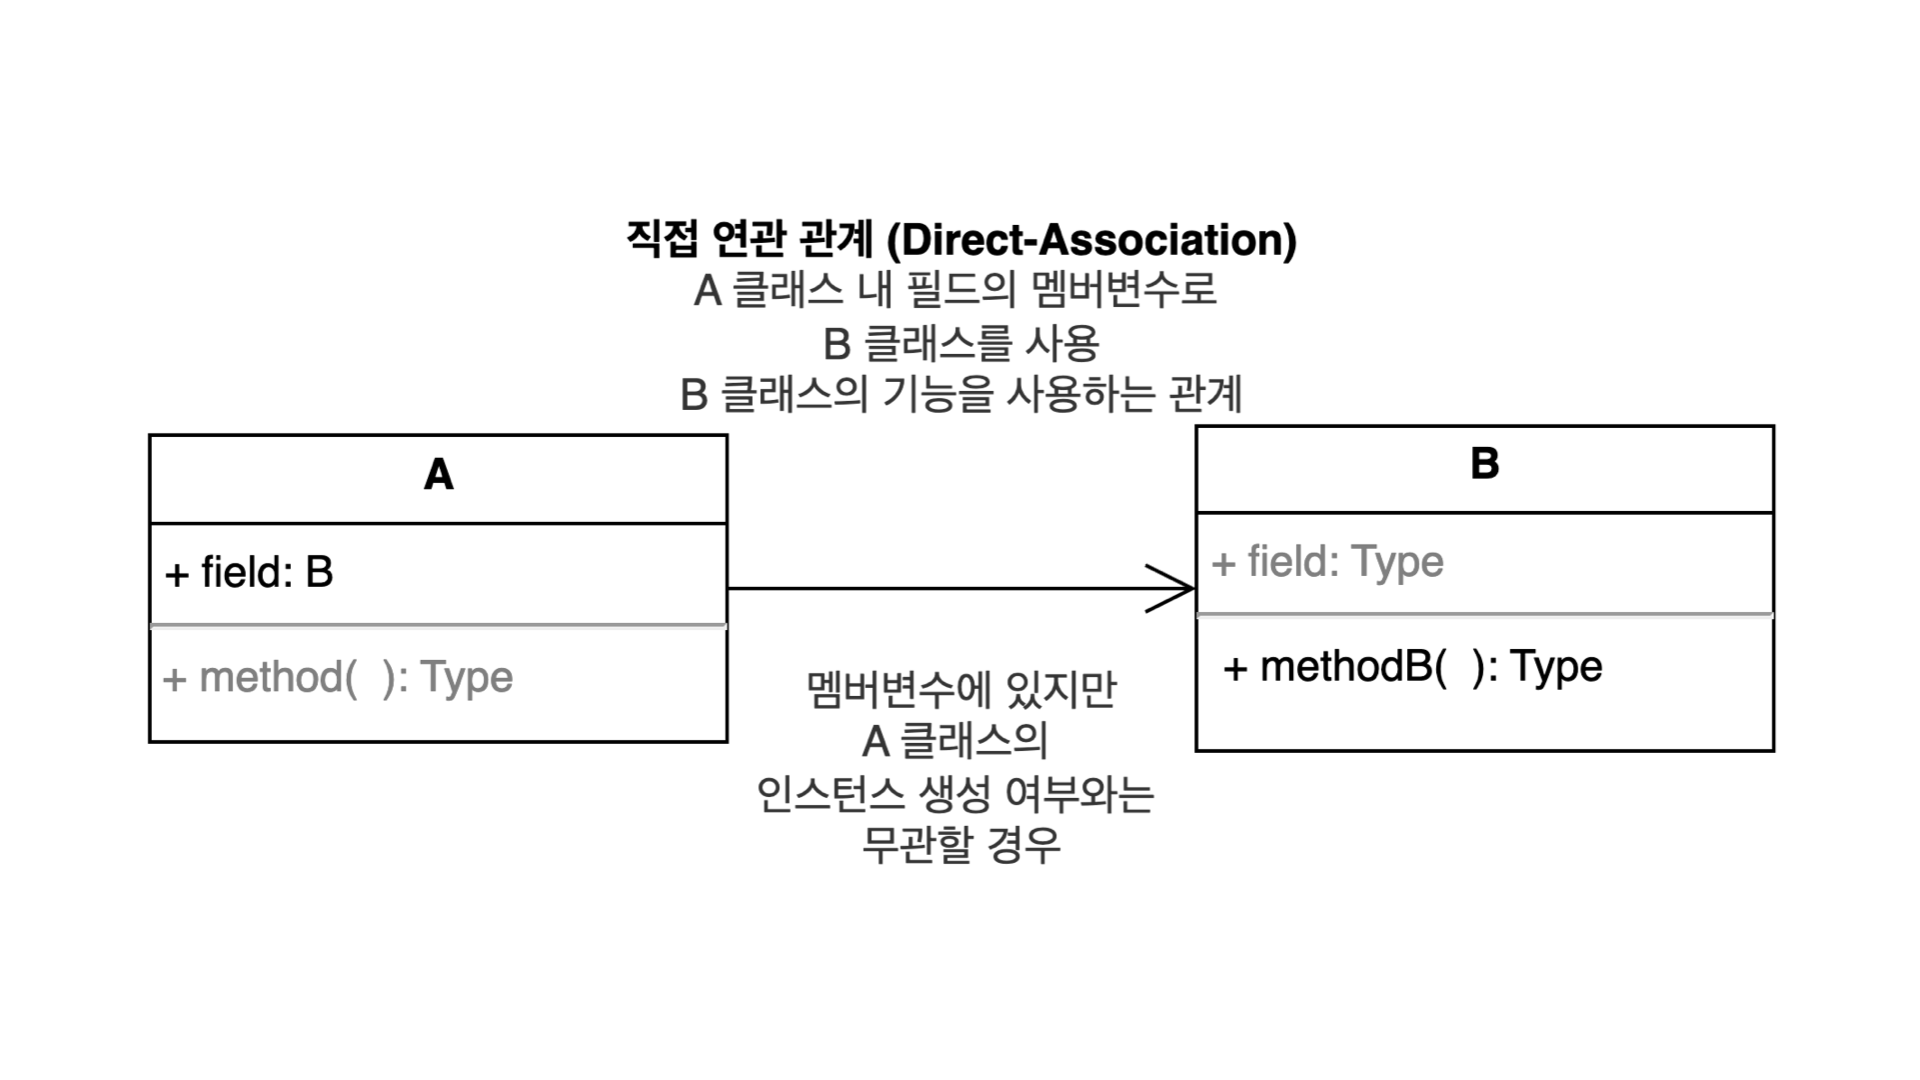 직접 연관 관계 (Direct-Association)
A 클래스 내 필드의 멤버변수로
B 클래스를 사용
B 클래스의 기능을 사용하는 관계
A
+ field: B
+ method(  ): Type
B
+ field: Type
+ methodB(  ): Type
멤버변수에 있지만
A 클래스의
인스턴스 생성 여부와는
무관할 경우